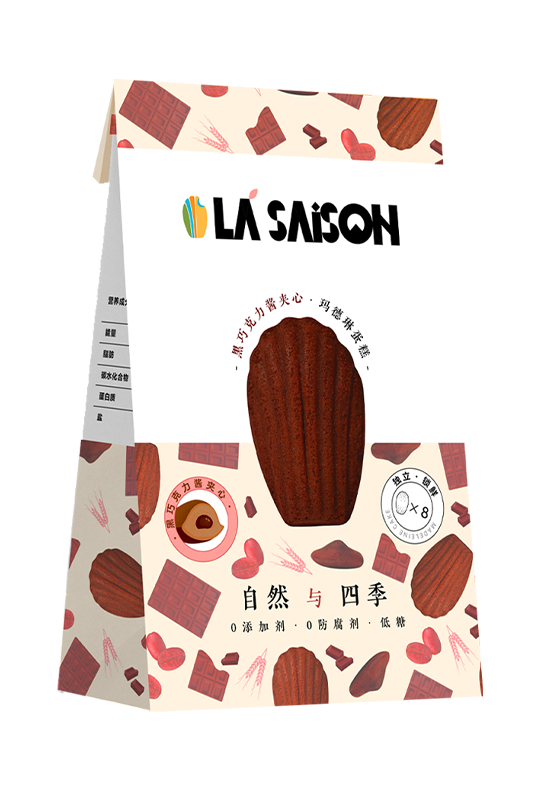 LA SAiSON
·黑巧克力酱夹心·玛德琳蛋糕·
营养成
能量
脂肪
碳水化合物
蛋白质
盐
·黑巧克力酱夹心·
独立·锁鲜
×8
MADELEINE CAKE
自然与四季
0添加剂·0防腐剂·低糖